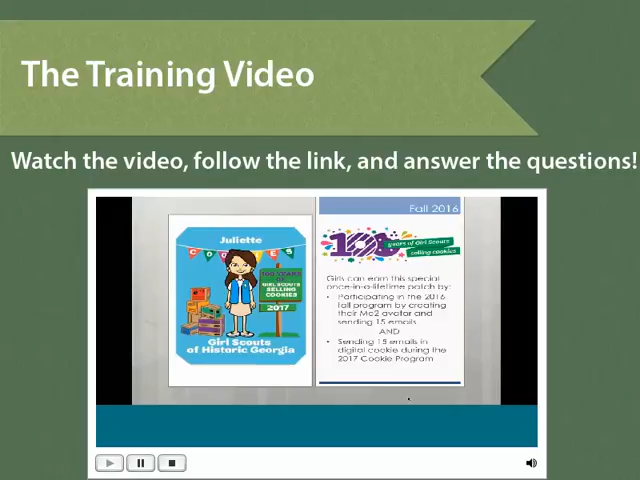 The Training Video
Watch the video, follow the link, and answer the questions!
Juliette
COOKIES
100 YEARS
OF
GIRL SCOUTS
SELLING
COOKIES
2017
Girl Scouts
of Historic Georgia
Fall 2016
100 years of Girl Scouts
selling cookies
Girls can earn this special
once-in-a-lifetime patch by:
• Participating in the 2016
fall program by creating
their Me2 avatar and
sending 15 emails
AND
• Sending 15 emails in
digital cookie during the
2017 Cookie Program